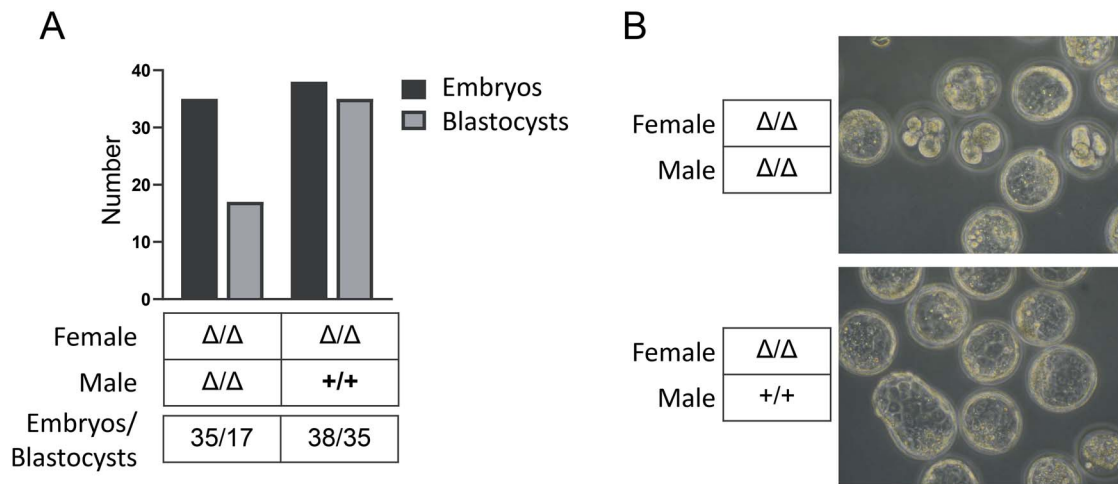 A
40
30
20
10
0
Number
Embryos
Blastocysts
Female Δ/Δ Δ/Δ
Male Δ/Δ +/+
Embryos/
Blastocysts 35/17 38/35
B
Female Δ/Δ
Male Δ/Δ
Female Δ/Δ
Male +/+